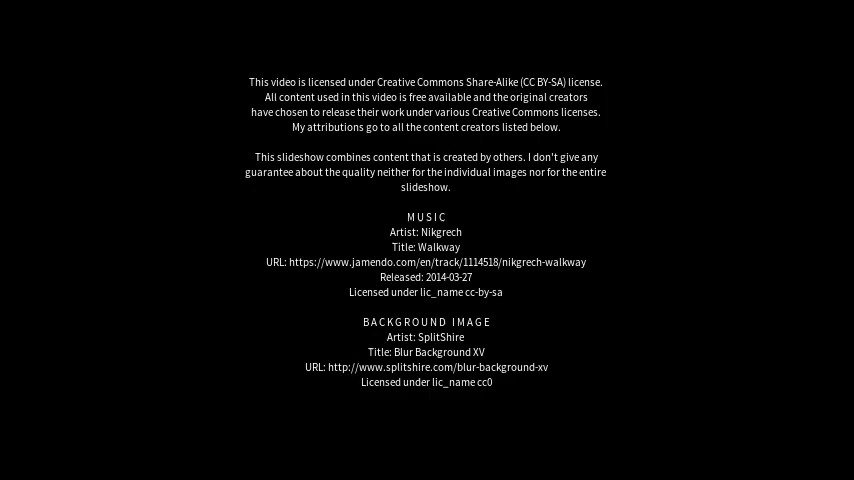 This video is licensed under Creative Commons Share-Alike (CC BY-SA) license.
All content used in this video is free available and the original creators
have chosen to release their work under various Creative Commons licenses.
My attributions go to all the content creators listed below.
This slideshow combines content that is created by others. I don't give any
guarantee about the quality neither for the individual images nor for the entire
slideshow.
MUSIC
Artist: Nikgrech
Title: Walkway
URL: https://www.jamendo.com/en/track/1114518/nikgrech-walkway
Released: 2014-03-27
Licensed under lic_name cc-by-sa
BACKGROUND IMAGE
Artist: SplitShire
Title: Blur Background XV
URL: http://www.splitshire.com/blur-background-xv
Licensed under lic_name cc0